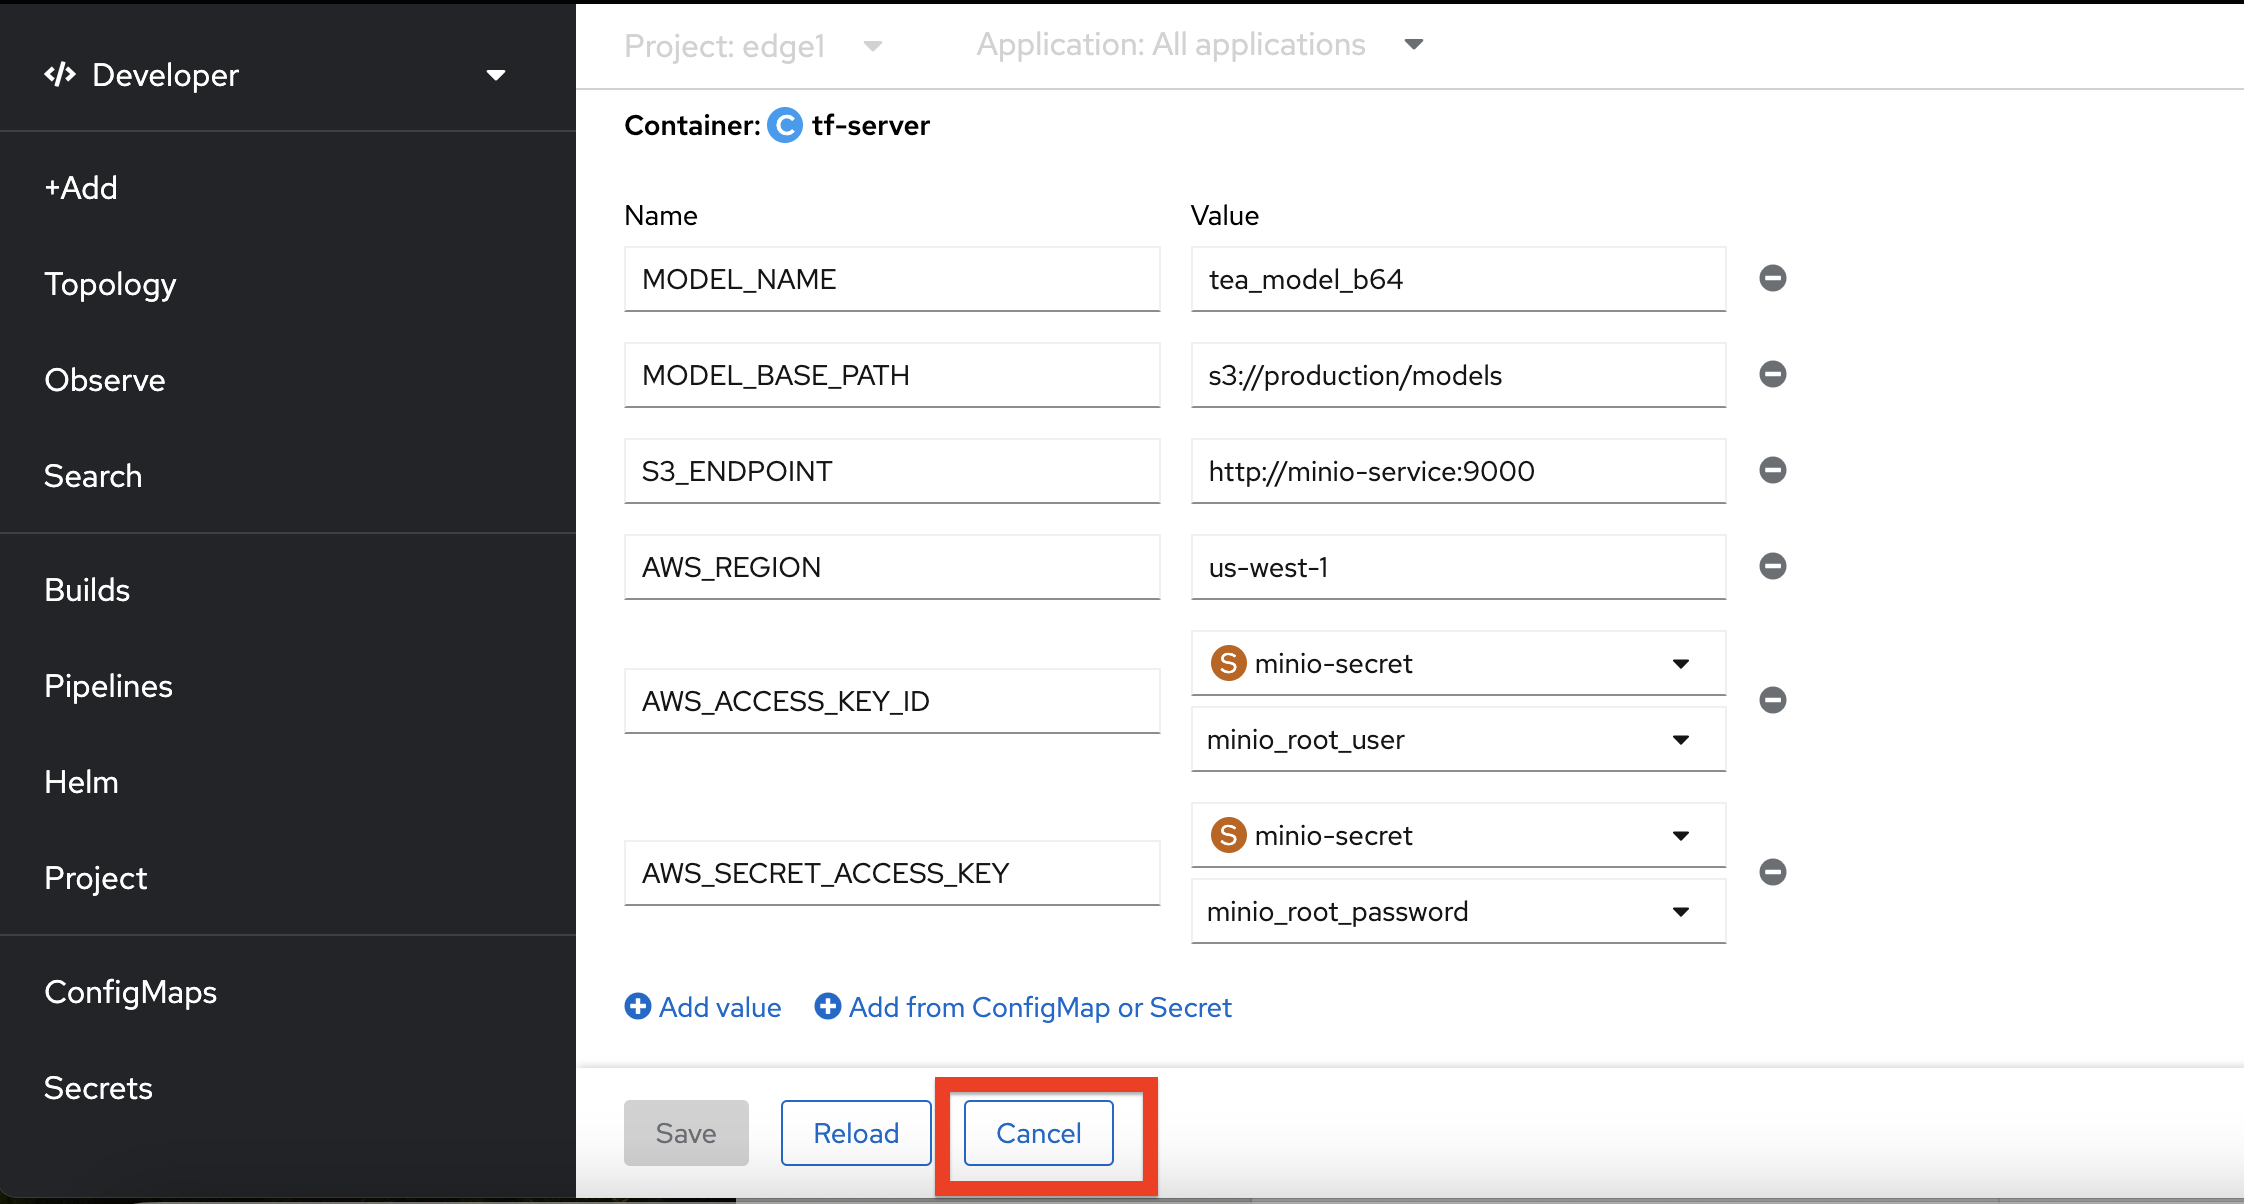 </> Developer
+Add
Topology
Observe
Search
Builds
Pipelines
Helm
Project
ConfigMaps
Secrets
Project: edge1
Application: All applications
Container: C tf-server
Name Value
MODEL_NAME tea_model_b64
MODEL_BASE_PATH s3://production/models
S3_ENDPOINT http://minio-service:9000
AWS_REGION us-west-1
AWS_ACCESS_KEY_ID
S minio-secret
minio_root_user
AWS_SECRET_ACCESS_KEY
S minio-secret
minio_root_password
Add value Add from ConfigMap or Secret
Save Reload Cancel